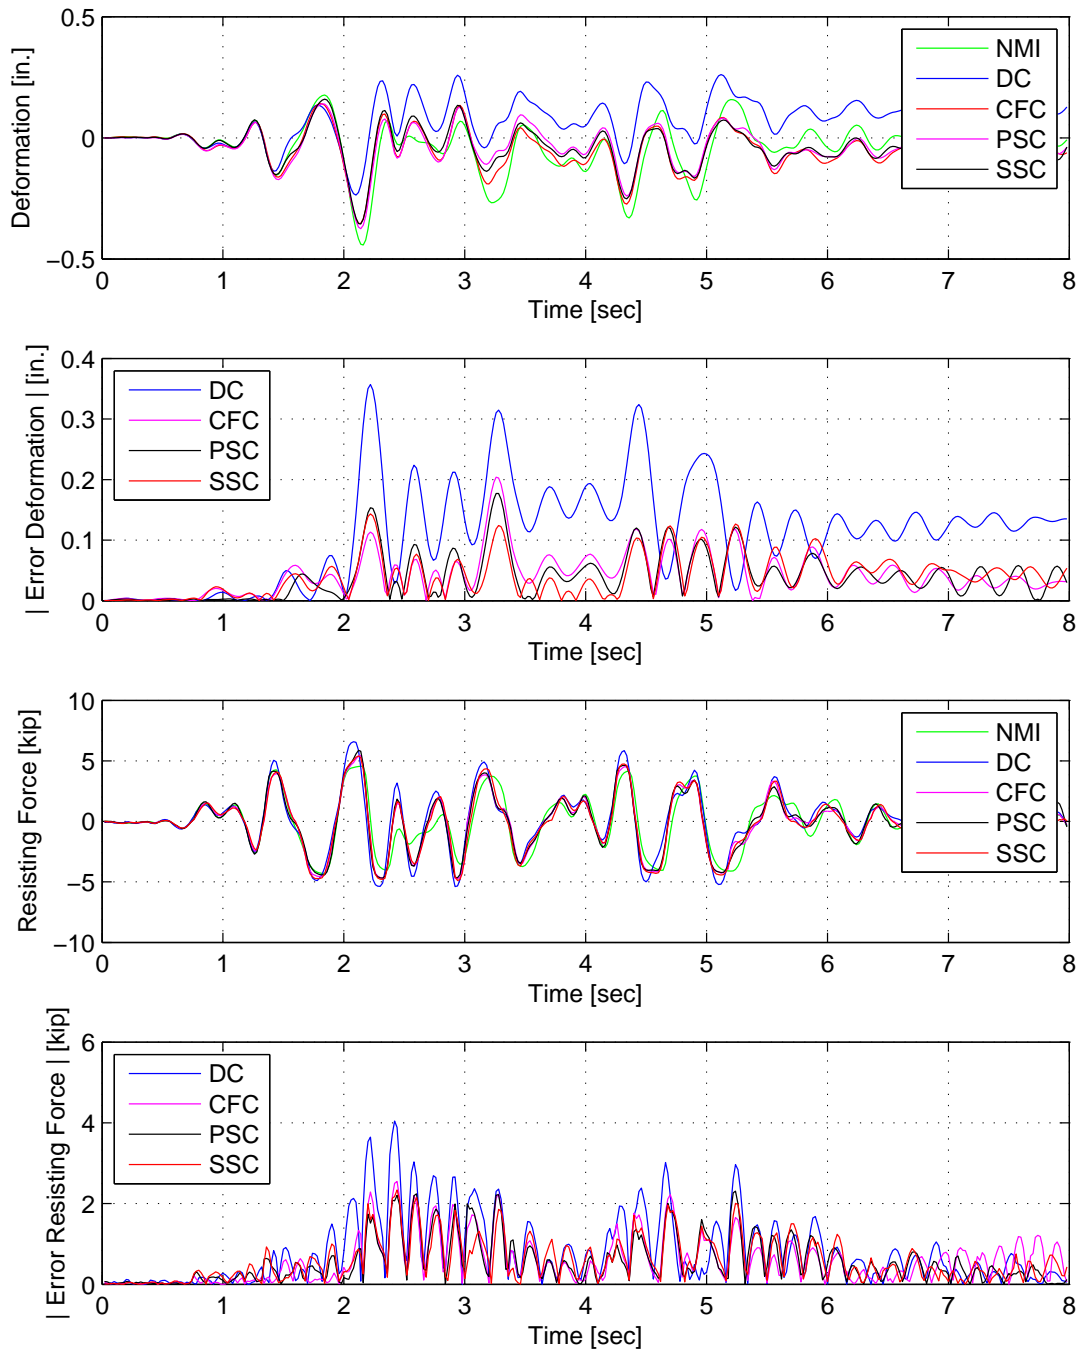 0.5
0
−0.5
Deformation [in.]
NMI
DC
CFC
PSC
SSC
0 1 2 3 4 5 6 7 8
Time [sec]
0.4
0.3
0.2
0.1
0
| Error Deformation | [in.]
DC
CFC
PSC
SSC
0 1 2 3 4 5 6 7 8
Time [sec]
10
5
0
−5
−10
Resisting Force [kip]
NMI
DC
CFC
PSC
SSC
0 1 2 3 4 5 6 7 8
Time [sec]
6
4
2
0
| Error Resisting Force | [kip]
DC
CFC
PSC
SSC
0 1 2 3 4 5 6 7 8
Time [sec]